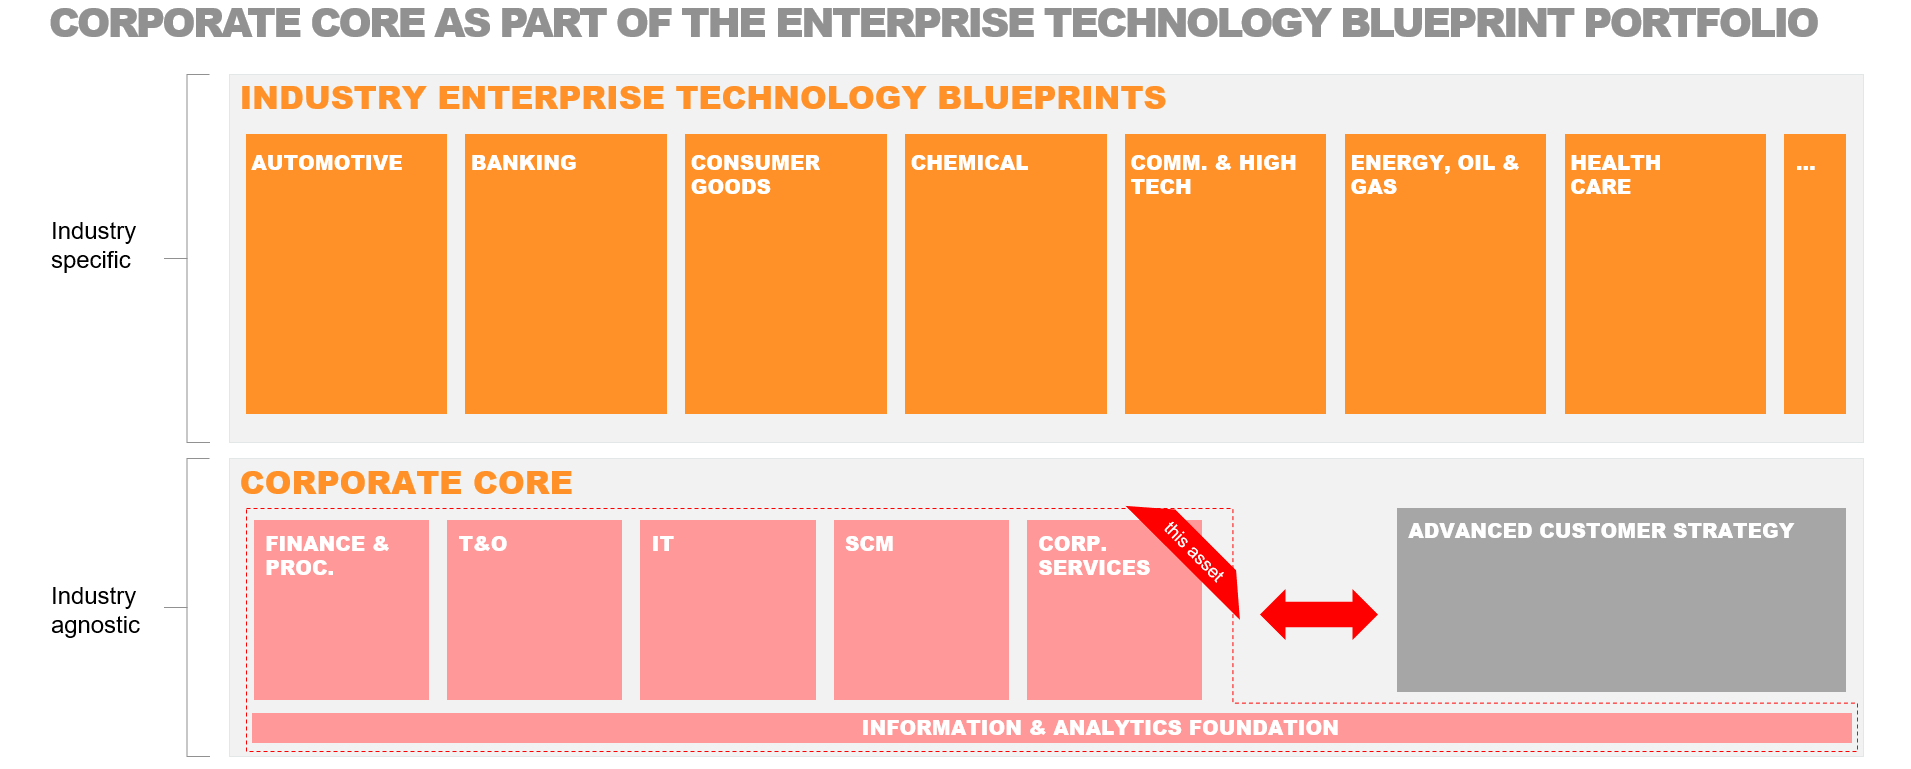 CORPORATE CORE AS PART OF THE ENTERPRISE TECHNOLOGY BLUEPRINT PORTFOLIO
Industry
specific
INDUSTRY ENTERPRISE TECHNOLOGY BLUEPRINTS
AUTOMOTIVE
BANKING
CONSUMER
GOODS
CHEMICAL
COMM. & HIGH
TECH
ENERGY, OIL &
GAS
HEALTH
CARE
...
Industry
agnostic
CORPORATE CORE
FINANCE &
PROC.
T&O
IT
SCM
CORP.
SERVICES
this asset
ADVANCED CUSTOMER STRATEGY
INFORMATION & ANALYTICS FOUNDATION